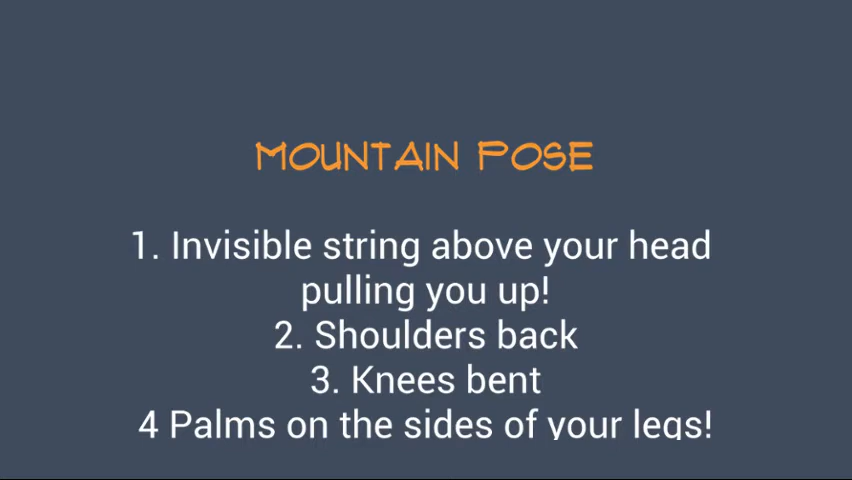 MOUNTAIN POSE
1. Invisible string above your head
pulling you up!
2. Shoulders back
3. Knees bent
4 Palms on the sides of your legs!